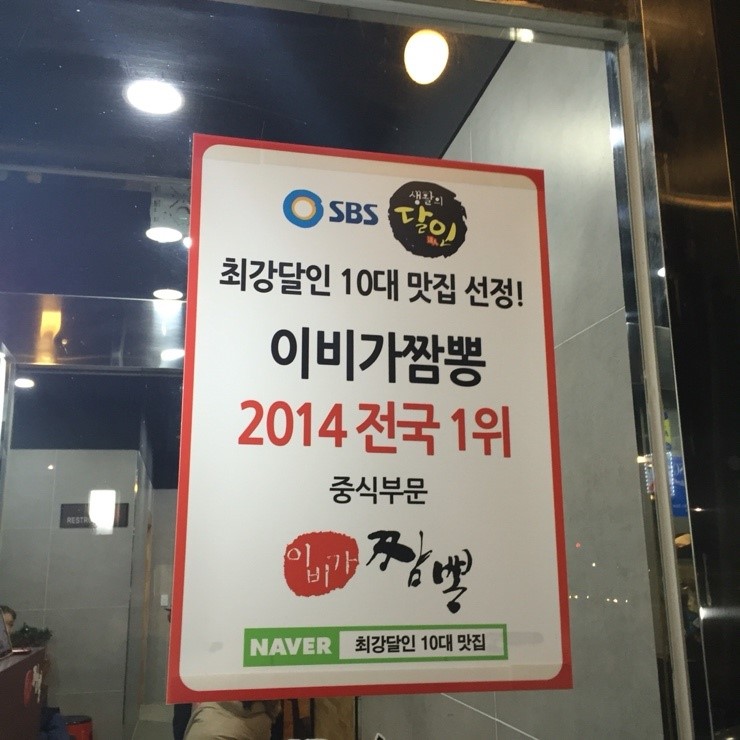 SBS 생활의 달인
최강달인 10대 맛집 선정!
이비가짬뽕
2014 전국 1위
중식부문
이비가 짬뽕
NAVER 최강달인 10대 맛집